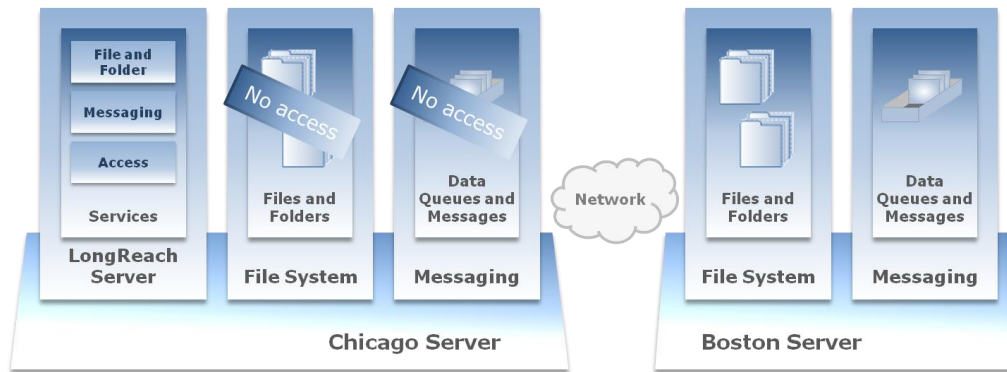 File and
Folder
Messaging
Access
Services
LongReach
Server
No access
Files and
Folders
File System
No access
Data
Queues and
Messages
Messaging
Chicago Server
Network
Files and
Folders
File System
Data
Queues and
Messages
Messaging
Boston Server